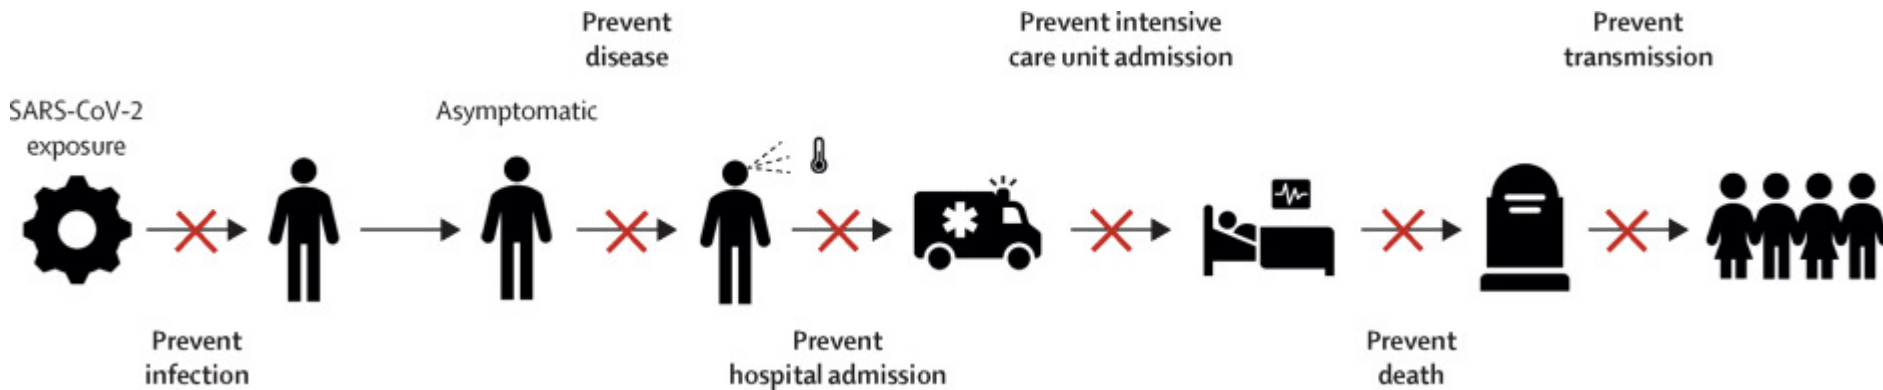 Prevent
disease
Prevent intensive
care unit admission
Prevent
transmission
SARS-CoV-2
exposure
Asymptomatic
Prevent
infection
Prevent
hospital admission
Prevent
death